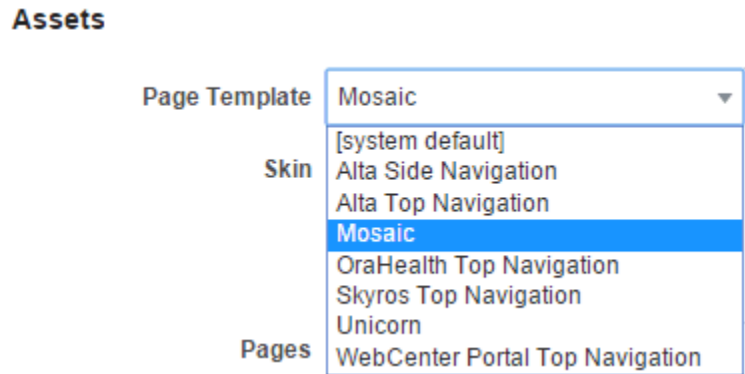 Assets
Page Template Mosaic
[system default]
Skin Alta Side Navigation
Alta Top Navigation
Mosaic
OraHealth Top Navigation
Skyros Top Navigation
Unicorn
Pages WebCenter Portal Top Navigation